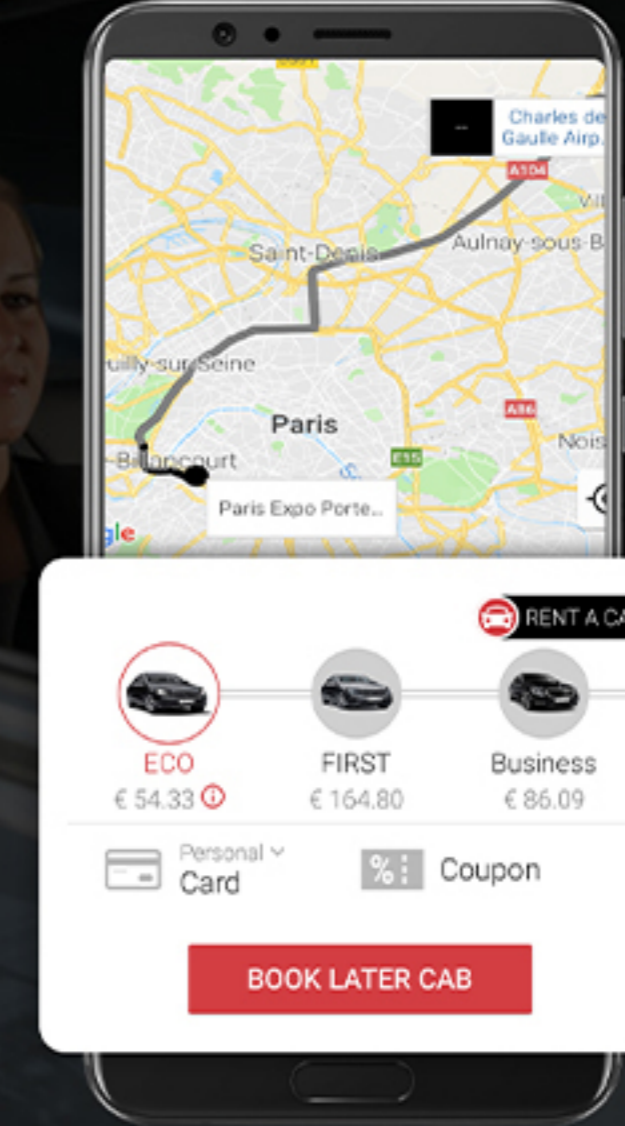 Charles de
Gaulle Airp.
A104
Saint-Denis
Aulnay-sous-B
uilly-sur-Seine
Paris
A86
Nois
-Billancourt
E15
Paris Expo Porte...
gle
RENT A CA
ECO
FIRST
Business
€ 54.33
€ 164.80
€ 86.09
Personal
Card
% Coupon
BOOK LATER CAB